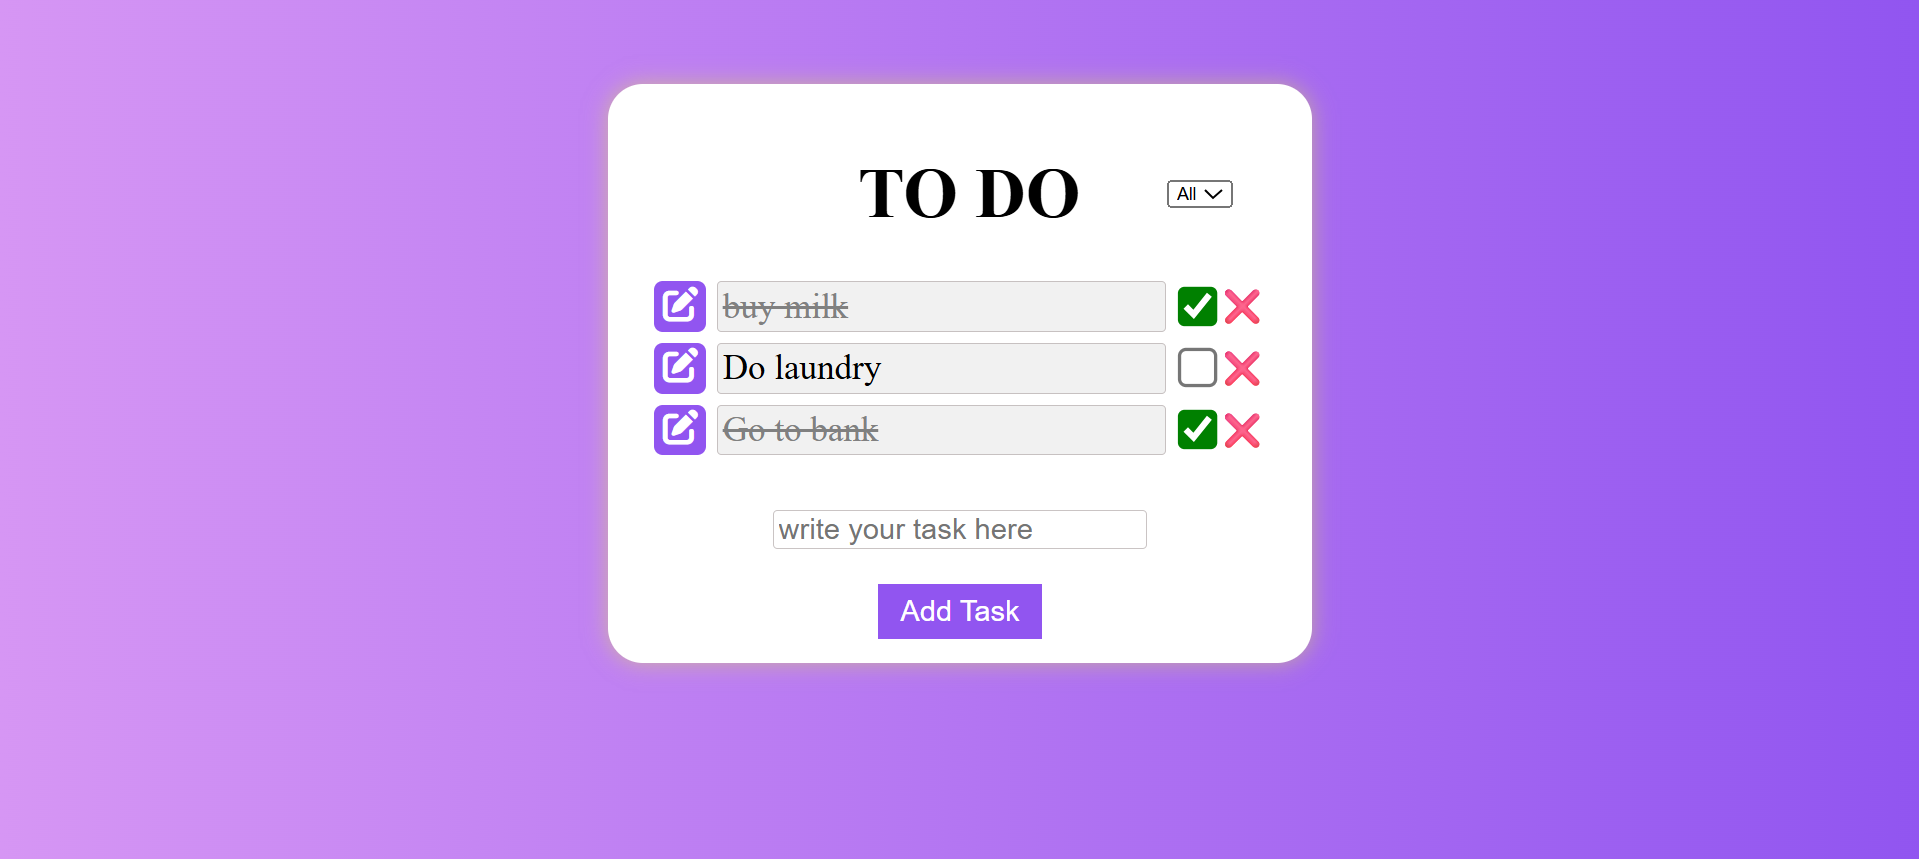 TO DO
All
buy milk
Do laundry
Go to bank
write your task here
Add Task